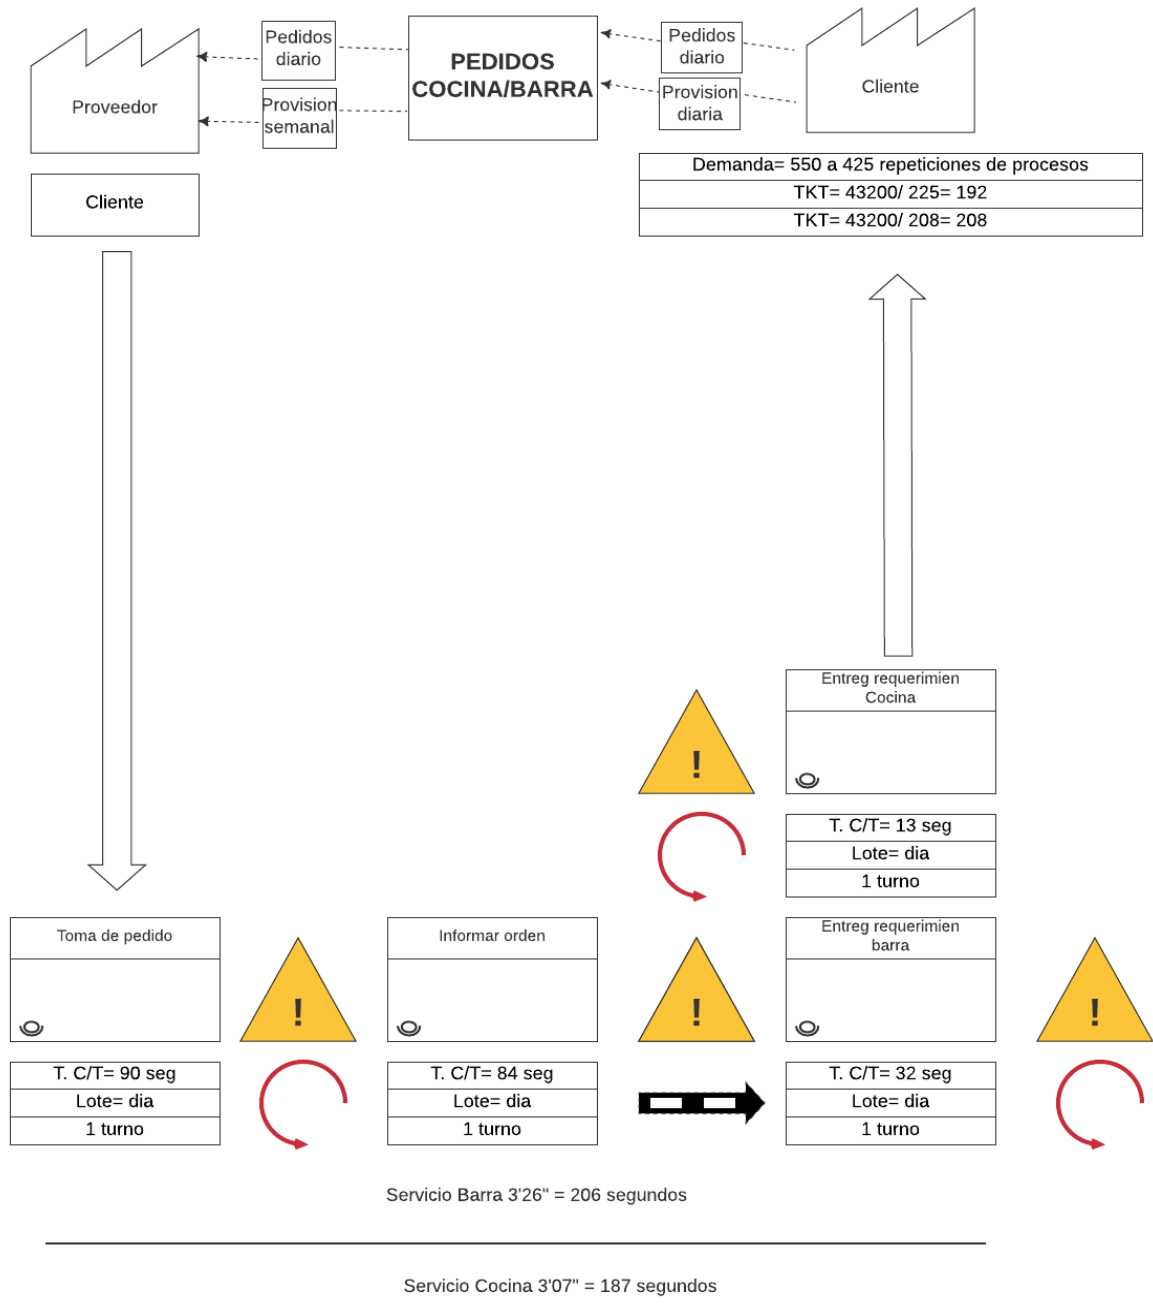 Proveedor
Pedidos
diario
Provision
semanal
PEDIDOS
COCINA/BARRA
Pedidos
diario
Provision
diaria
Cliente
Cliente
Demanda= 550 a 425 repeticiones de procesos
TKT= 43200/ 225= 192
TKT= 43200/ 208= 208
Entreg requerimien
Cocina
!
T. C/T= 13 seg
Lote= dia
1 turno
Toma de pedido
!
Informar orden
!
Entreg requerimien
barra
!
T. C/T= 90 seg
Lote= dia
1 turno
T. C/T= 84 seg
Lote= dia
1 turno
T. C/T= 32 seg
Lote= dia
1 turno
Servicio Barra 3'26" = 206 segundos
Servicio Cocina 3'07" = 187 segundos